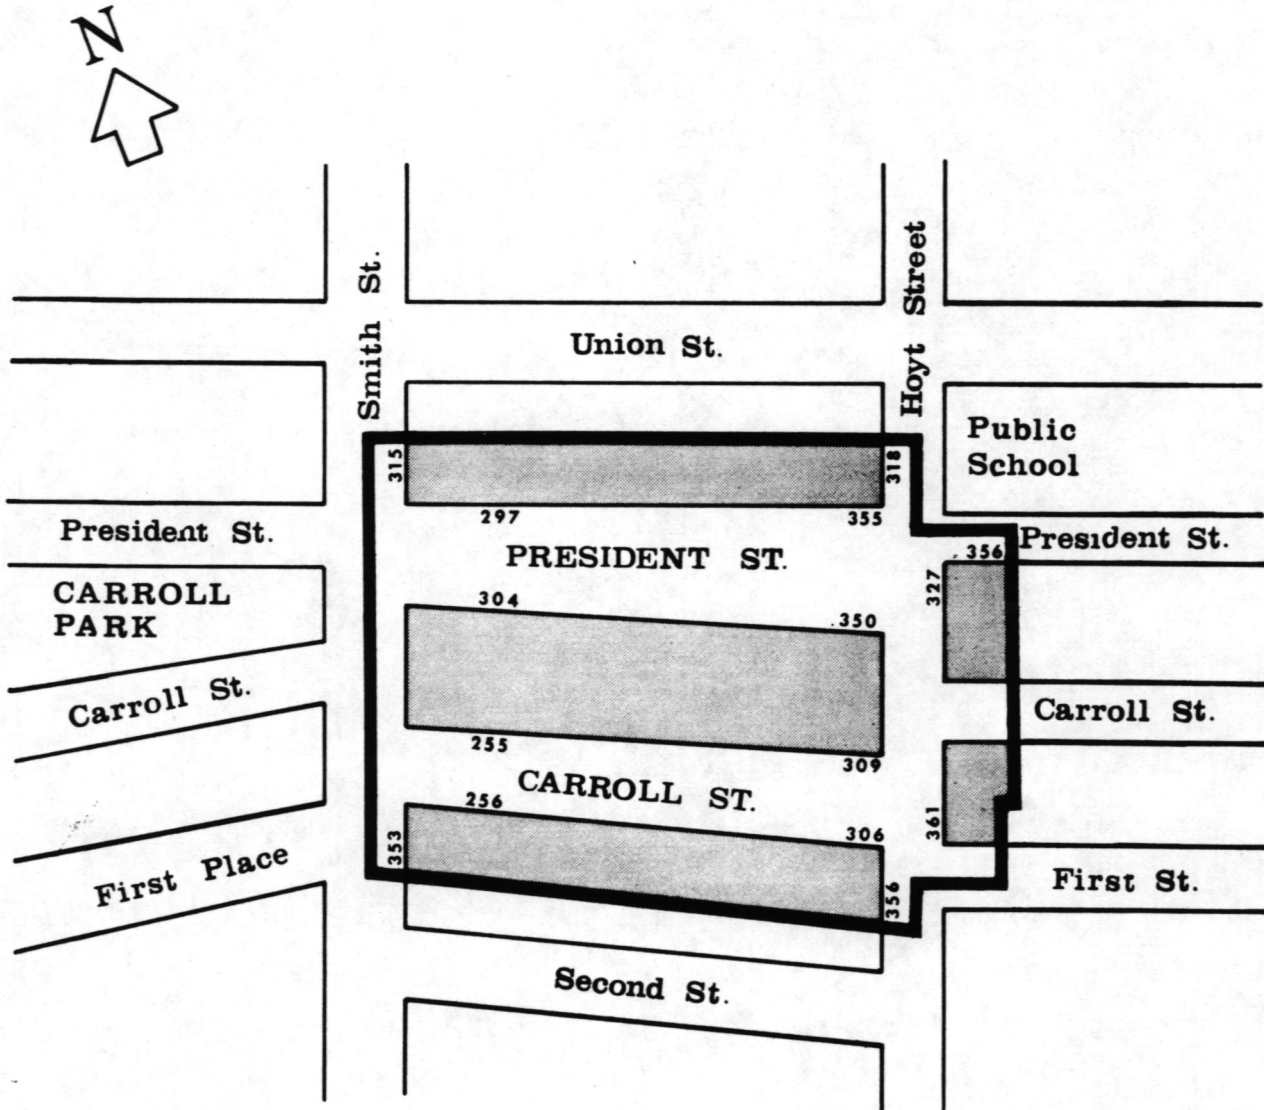 N
Smith St.
Hoyt Street
Union St.
Public
School
315
318
297
355
President St.
PRESIDENT ST.
President St.
356
327
CARROLL
PARK
304
350
Carroll St.
Carroll St.
255
309
CARROLL ST.
256
306
361
353
356
First Place
First St.
Second St.